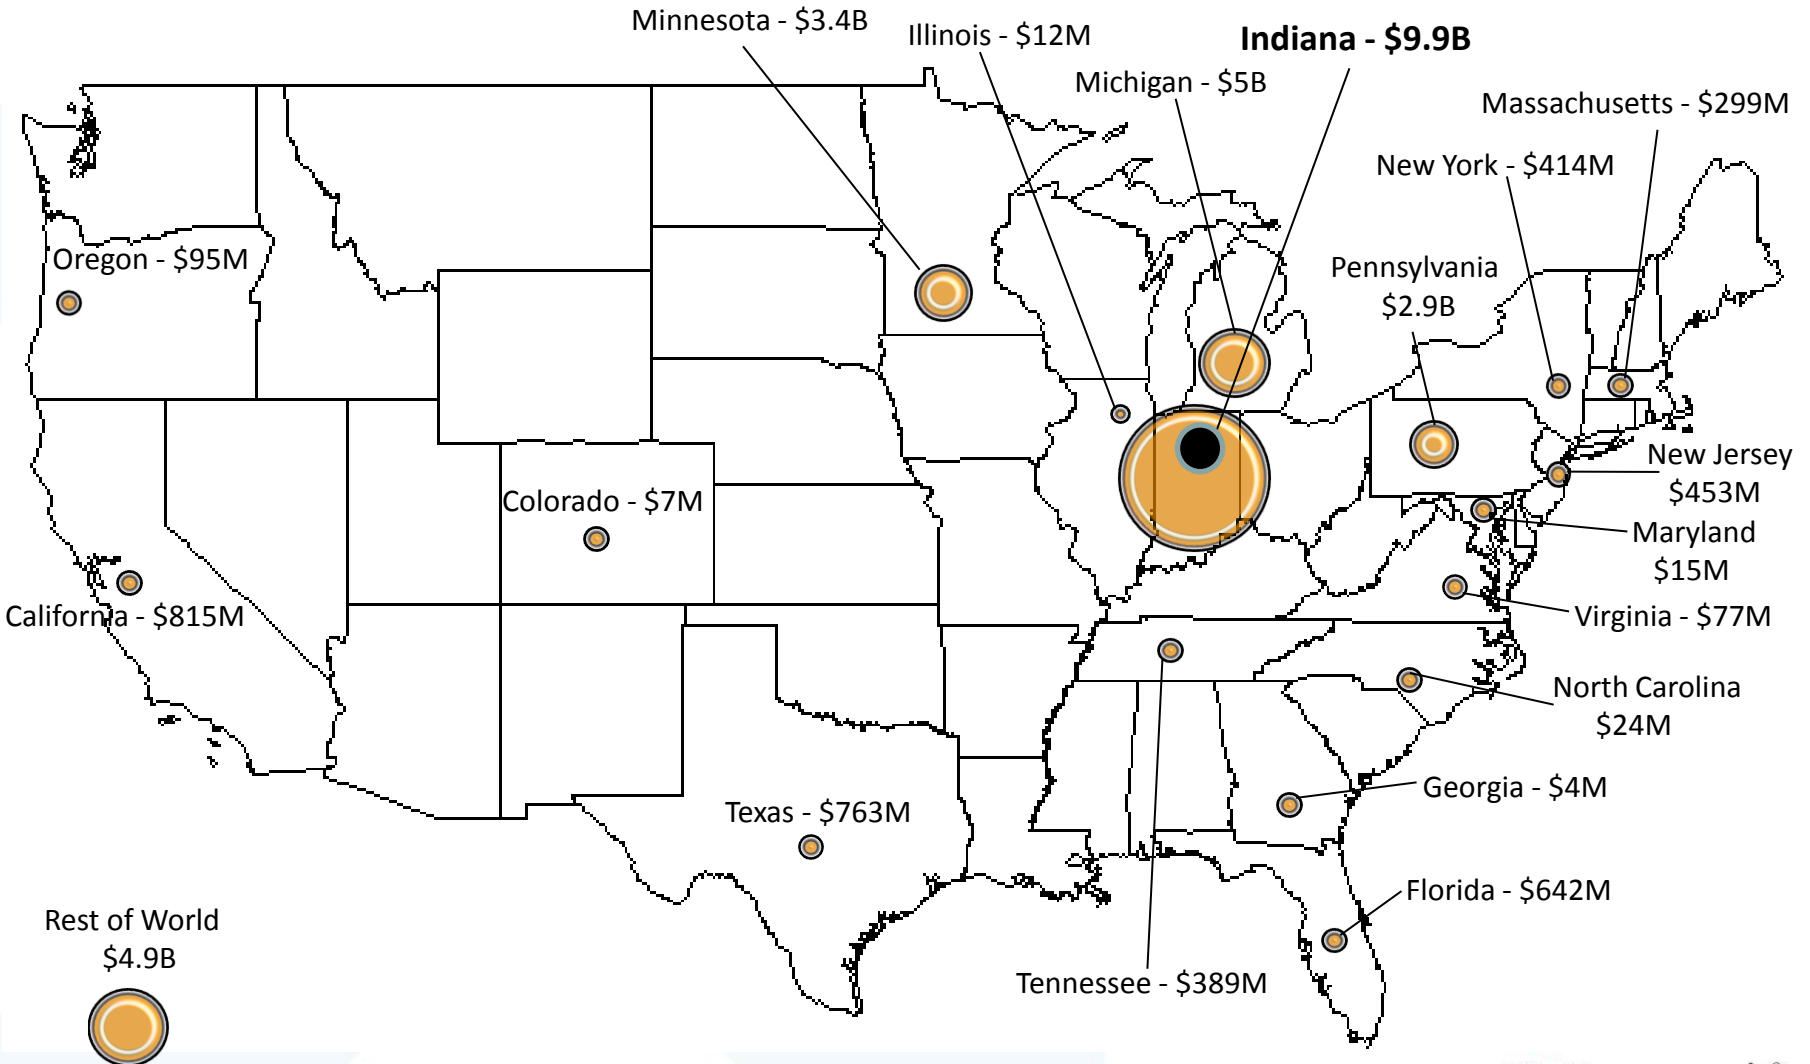 Minnesota - $3.4B
Illinois - $12M
Indiana - $9.9B
Michigan - $5B
Massachusetts - $299M
New York - $414M
Oregon - $95M
Pennsylvania
$2.9B
New Jersey
$453M
Colorado - $7M
Maryland
$15M
California - $815M
Virginia - $77M
North Carolina
$24M
Georgia - $4M
Texas - $763M
Florida - $642M
Rest of World
$4.9B
Tennessee - $389M